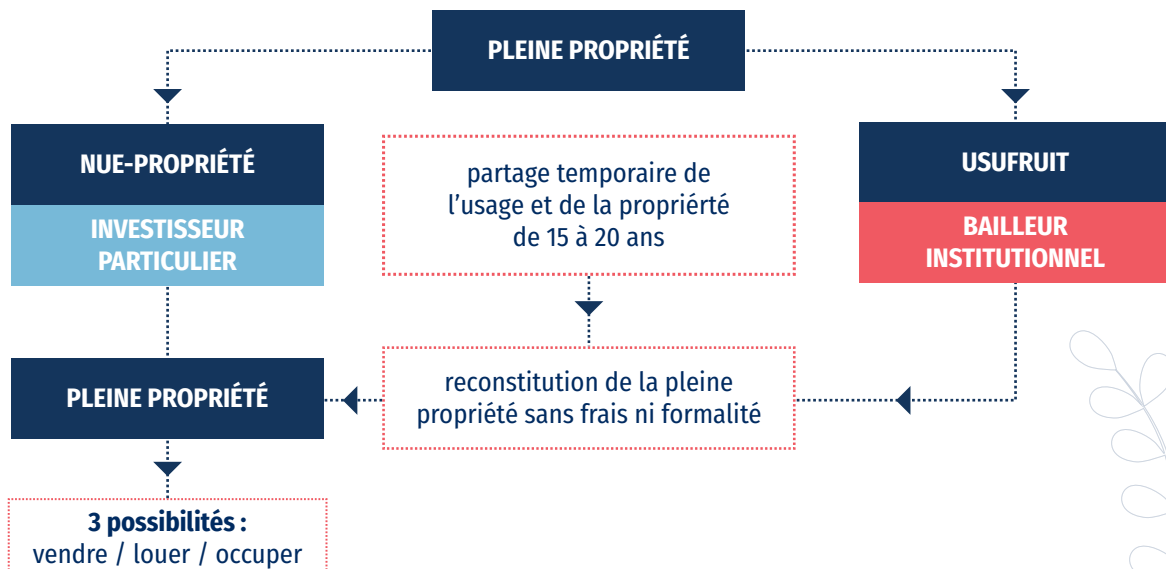 PLEINE PROPRIÉTÉ
NUE-PROPRIÉTÉ
INVESTISSEUR
PARTICULIER
partage temporaire de
l'usage et de la propriérté
de 15 à 20 ans
USUFRUIT
BAILLEUR
INSTITUTIONNEL
PLEINE PROPRIÉTÉ
reconstitution de la pleine
propriété sans frais ni formalité
3 possibilités :
vendre / louer / occuper